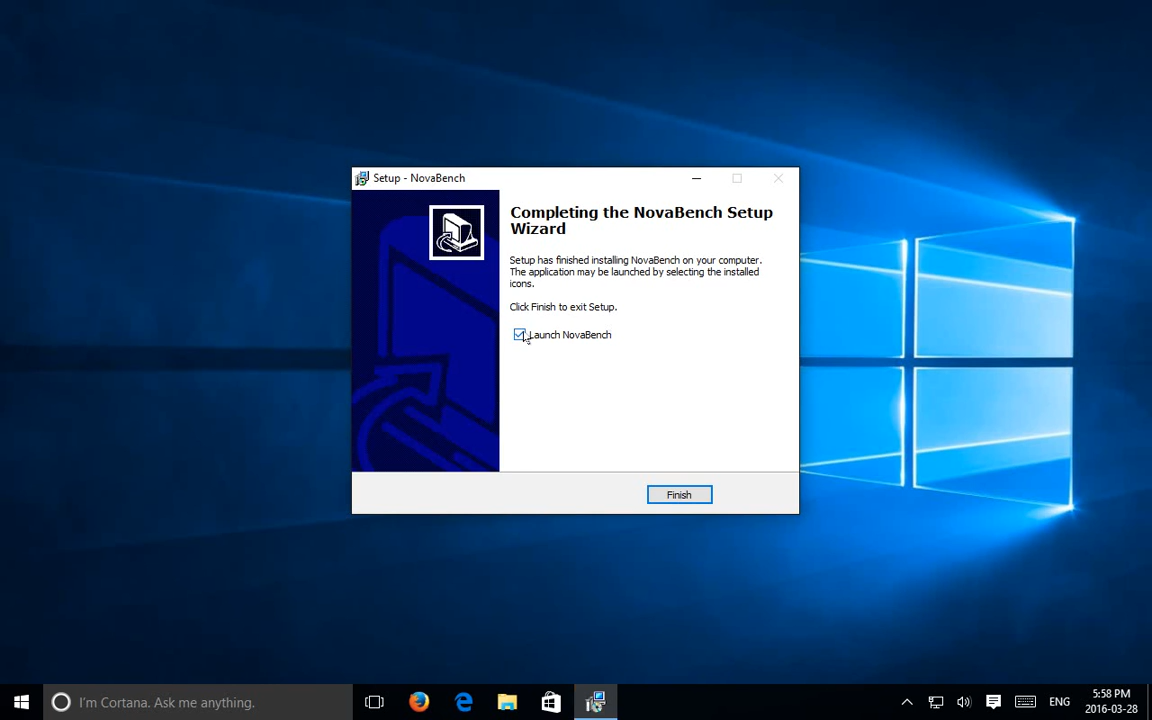 Setup - NovaBench
Completing the NovaBench Setup
Wizard
Setup has finished installing NovaBench on your computer.
The application may be launched by selecting the installed
icons.
Click Finish to exit Setup.
Launch NovaBench
Finish
I'm Cortana. Ask me anything.
ENG
5:58 PM
2016-03-28